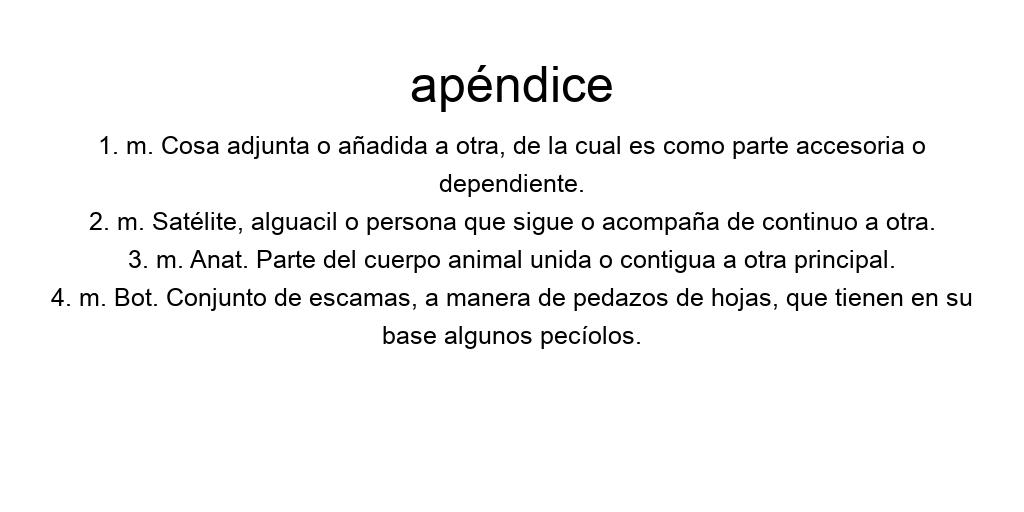 apéndice
1. m. Cosa adjunta o añadida a otra, de la cual es como parte accesoria o
dependiente.
2. m. Satélite, alguacil o persona que sigue o acompaña de continuo a otra.
3. m. Anat. Parte del cuerpo animal unida o contigua a otra principal.
4. m. Bot. Conjunto de escamas, a manera de pedazos de hojas, que tienen en su
base algunos pecíolos.